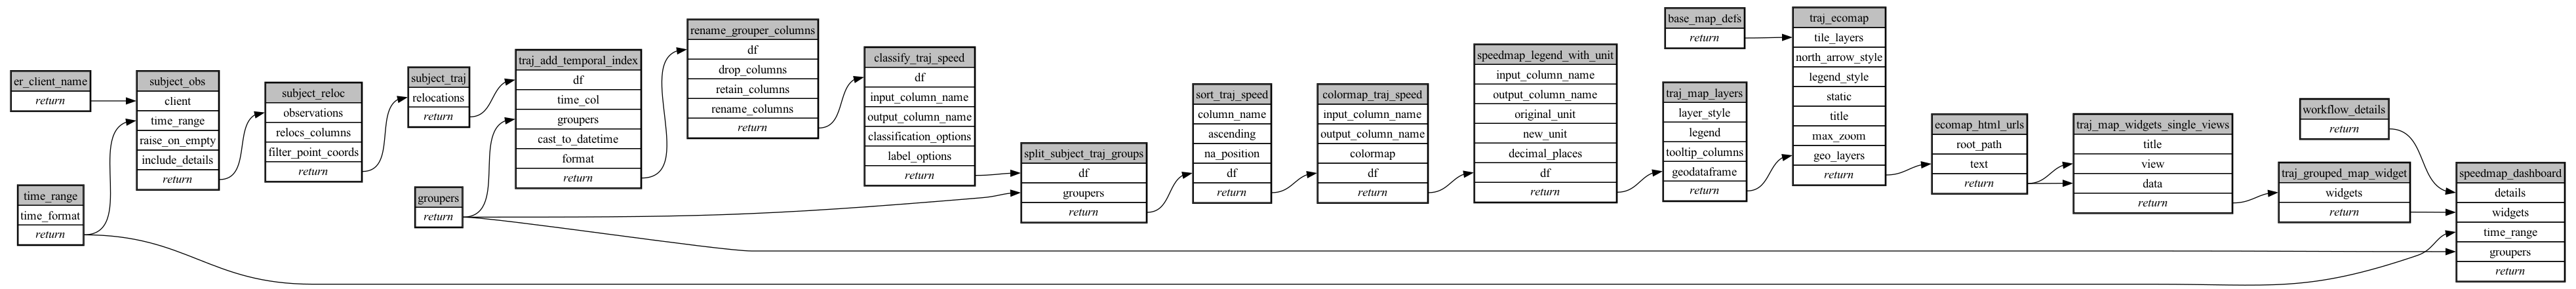 er_client_name
return
time_range
time_format
return
subject_obs
client
time_range
raise_on_empty
include_details
return
subject_reloc
observations
relocs_columns
filter_point_coords
return
subject_traj
relocations
return
groupers
return
traj_add_temporal_index
df
time_col
groupers
cast_to_datetime
format
return
rename_grouper_columns
df
drop_columns
retain_columns
rename_columns
return
classify_traj_speed
df
input_column_name
output_column_name
classification_options
label_options
return
split_subject_traj_groups
df
groupers
return
sort_traj_speed
column_name
ascending
na_position
df
return
colormap_traj_speed
input_column_name
output_column_name
colormap
df
return
speedmap_legend_with_unit
input_column_name
output_column_name
original_unit
new_unit
decimal_places
df
return
base_map_defs
return
traj_map_layers
layer_style
legend
tooltip_columns
geodataframe
return
traj_ecomap
tile_layers
north_arrow_style
legend_style
static
title
max_zoom
geo_layers
return
ecomap_html_urls
root_path
text
return
traj_map_widgets_single_views
title
view
data
return
traj_grouped_map_widget
widgets
return
workflow_details
return
speedmap_dashboard
details
widgets
time_range
groupers
return